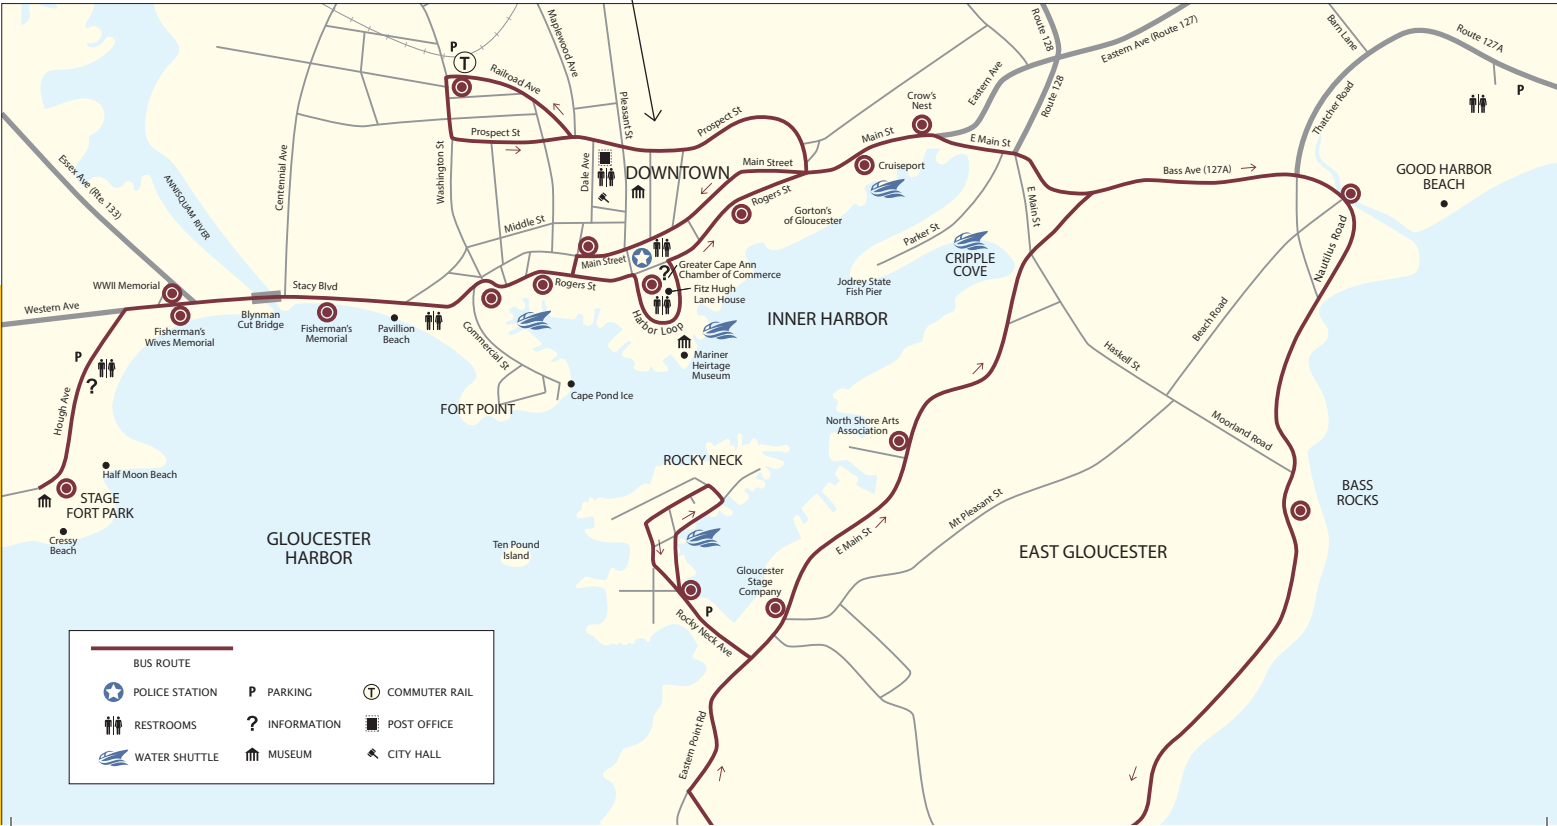 Maplewood Ave
Route 128
Eastern Ave (Route 127)
Barn Lane
Route 127A
P
T
Railroad Ave
Pleasant St
Eastern Ave
Route 128
P
Crow's
Nest
Thatcher Road
Prospect St
Prospect St
Main St
E Main St
Washington St
Centennial Ave
Dale Ave
DOWNTOWN
Main Street
Cruiseport
Bass Ave (127A)
GOOD HARBOR
BEACH
Essex Ave (Rte. 133)
ANNISQUAM RIVER
Rogers St
Gorton's
of Gloucester
E Main St
Middle St
Parker St
Nautilus Road
Main Street
CRIPPLE
COVE
?
Greater Cape Ann
Chamber of Commerce
Jodrey State
Fish Pier
WWII Memorial
Stacy Blvd
Rogers St
Fitz Hugh
Lane House
Western Ave
Blynman
Cut Bridge
Harbor Loop
INNER HARBOR
Beach Road
Fisherman's
Wives Memorial
Fisherman's
Memorial
Pavillion
Beach
Commercial St
Haskell St
P
?
Mariner
Heirtage
Museum
Hough Ave
Cape Pond Ice
FORT POINT
North Shore Arts
Association
Moorland Road
ROCKY NECK
Half Moon Beach
STAGE
FORT PARK
BASS
ROCKS
Mt Pleasant St
Cressy
Beach
GLOUCESTER
HARBOR
Ten Pound
Island
E Main St
EAST GLOUCESTER
Gloucester
Stage
Company
P
Rocky Neck Ave
Eastern Point Rd
BUS ROUTE
POLICE STATION
P PARKING
T COMMUTER RAIL
RESTROOMS
? INFORMATION
POST OFFICE
WATER SHUTTLE
MUSEUM
CITY HALL